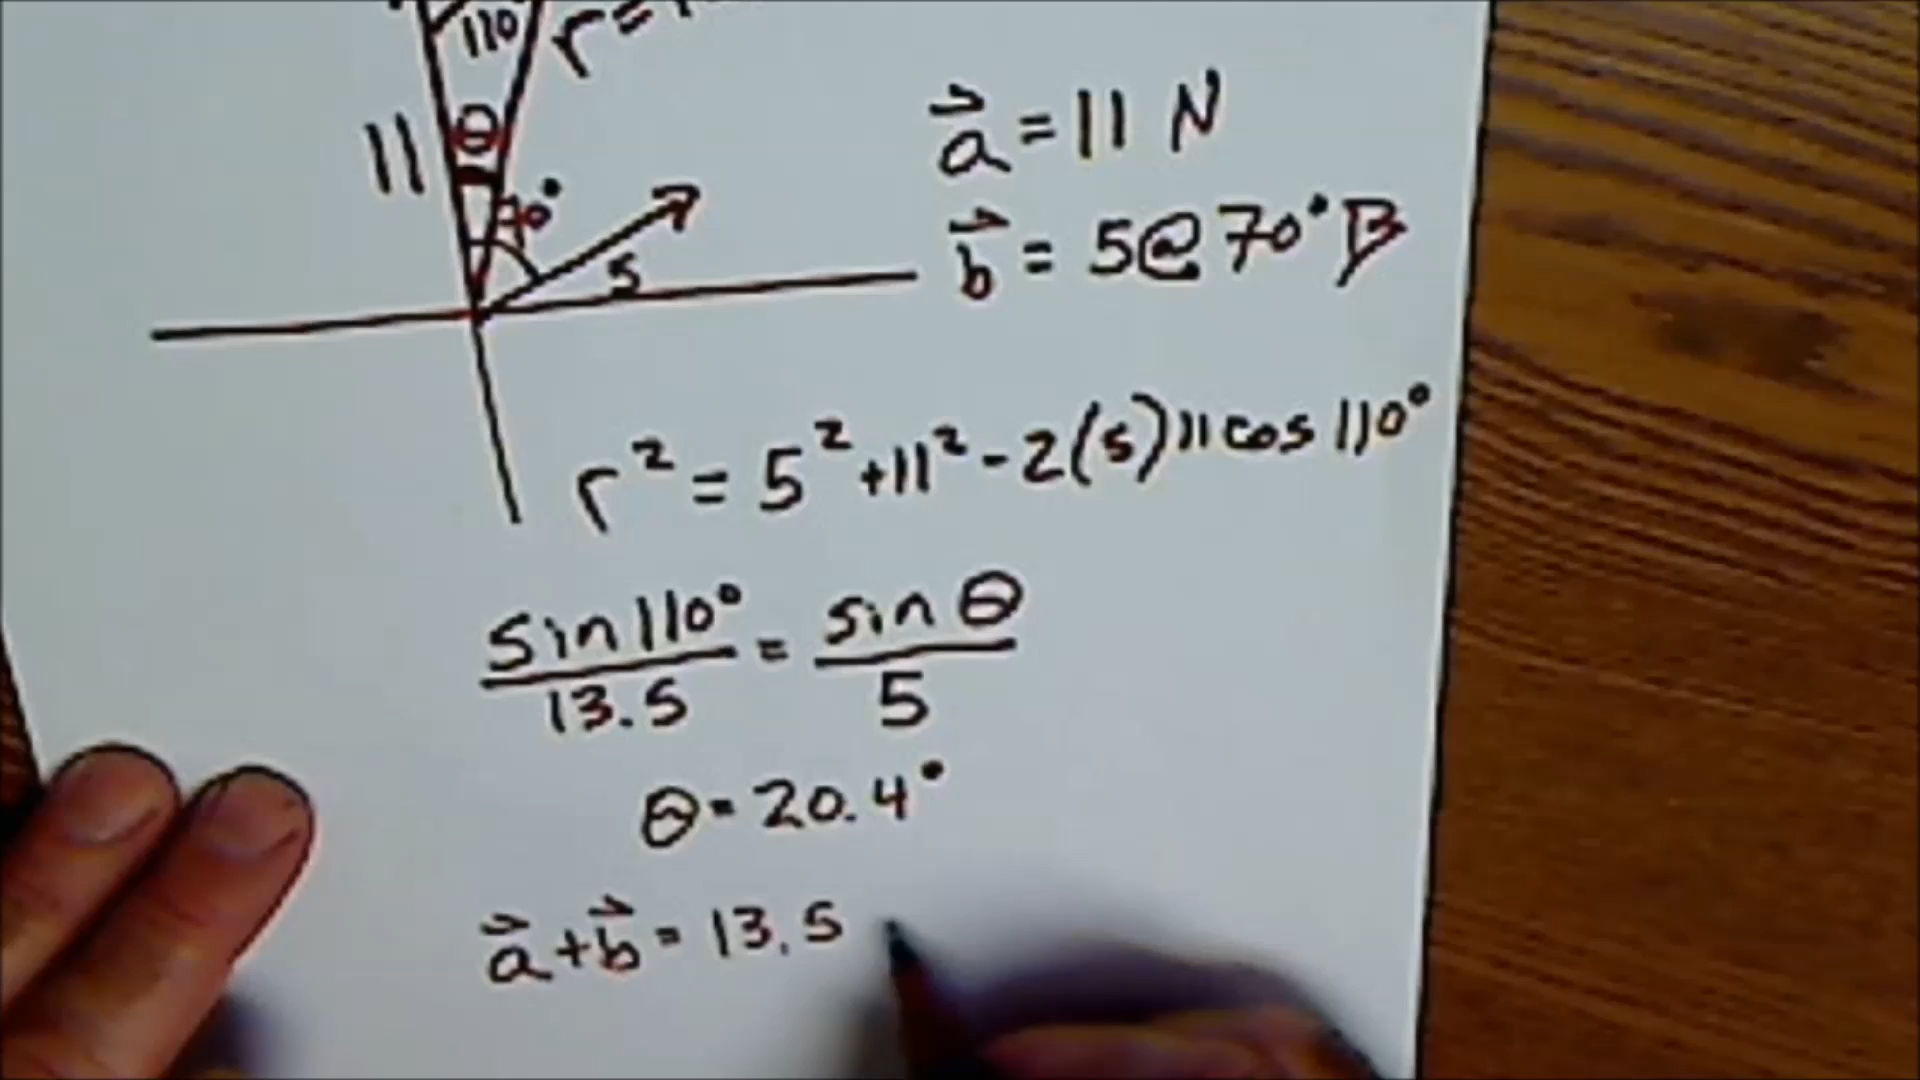 110
r=
11
θ
70°
5
a⃗ = 11 N
b⃗ = 5@70° B
r² = 5² + 11² - 2(5)11 cos 110°
sin 110° / 13.5 = sin θ / 5
θ = 20.4°
a⃗ + b⃗ = 13.5